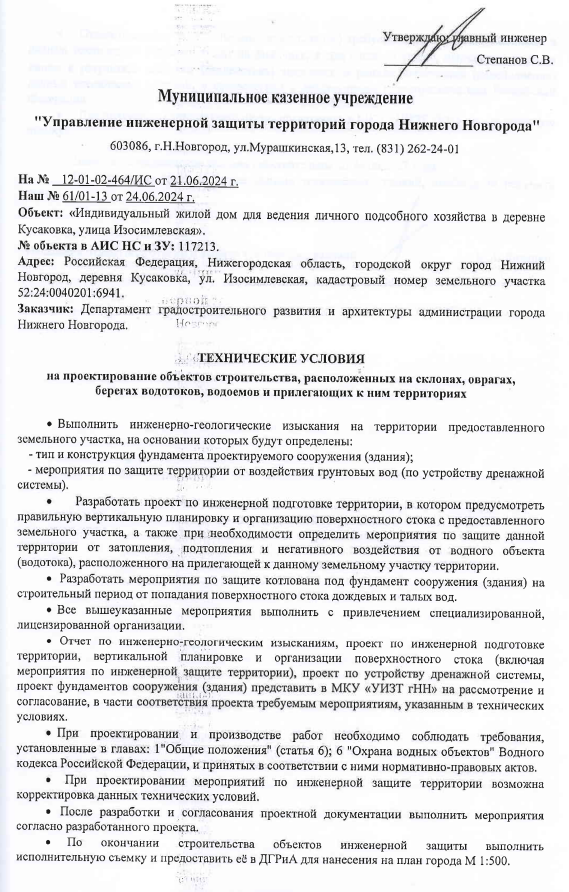 Утверждаю: главный инженер
Степанов С.В.
Муниципальное казенное учреждение
"Управление инженерной защиты территорий города Нижнего Новгорода"
603086, г.Н.Новгород, ул.Мурашкинская,13, тел. (831) 262-24-01
На № 12-01-02-464/ИС от 21.06.2024 г.
Наш № 61/01-13 от 24.06.2024 г.
Объект: «Индивидуальный жилой дом для ведения личного подсобного хозяйства в деревне
Кусаковка, улица Изосимлевская».
№ объекта в АИС НС и ЗУ: 117213.
Адрес: Российская Федерация, Нижегородская область, городской округ город Нижний
Новгород, деревня Кусаковка, ул. Изосимлевская, кадастровый номер земельного участка
52:24:0040201:6941.
Заказчик: Департамент градостроительного развития и архитектуры администрации города
Нижнего Новгорода.
ТЕХНИЧЕСКИЕ УСЛОВИЯ
на проектирование объектов строительства, расположенных на склонах, оврагах,
берегах водотоков, водоемов и прилегающих к ним территориях
• Выполнить инженерно-геологические изыскания на территории предоставленного
земельного участка, на основании которых будут определены:
- тип и конструкция фундамента проектируемого сооружения (здания);
- мероприятия по защите территории от воздействия грунтовых вод (по устройству дренажной
системы).
• Разработать проект по инженерной подготовке территории, в котором предусмотреть
правильную вертикальную планировку и организацию поверхностного стока с предоставленного
земельного участка, а также при необходимости определить мероприятия по защите данной
территории от затопления, подтопления и негативного воздействия от водного объекта
(водотока), расположенного на прилегающей к данному земельному участку территории.
• Разработать мероприятия по защите котлована под фундамент сооружения (здания) на
строительный период от попадания поверхностного стока дождевых и талых вод.
• Все вышеуказанные мероприятия выполнить с привлечением специализированной,
лицензированной организации.
• Отчет по инженерно-геологическим изысканиям, проект по инженерной подготовке
территории, вертикальной планировке и организации поверхностного стока (включая
мероприятия по инженерной защите территории), проект по устройству дренажной системы,
проект фундаментов сооружения (здания) представить в МКУ «УИЗТ гНН» на рассмотрение и
согласование, в части соответствия проекта требуемым мероприятиям, указанным в технических
условиях.
• При проектировании и производстве работ необходимо соблюдать требования,
установленные в главах: 1"Общие положения" (статья 6); 6 "Охрана водных объектов" Водного
кодекса Российской Федерации, и принятых в соответствии с ними нормативно-правовых актов.
• При проектировании мероприятий по инженерной защите территории возможна
корректировка данных технических условий.
• После разработки и согласования проектной документации выполнить мероприятия
согласно разработанного проекта.
• По окончании строительства объектов инженерной защиты выполнить
исполнительную съемку и предоставить её в ДГРиА для нанесения на план города М 1:500.